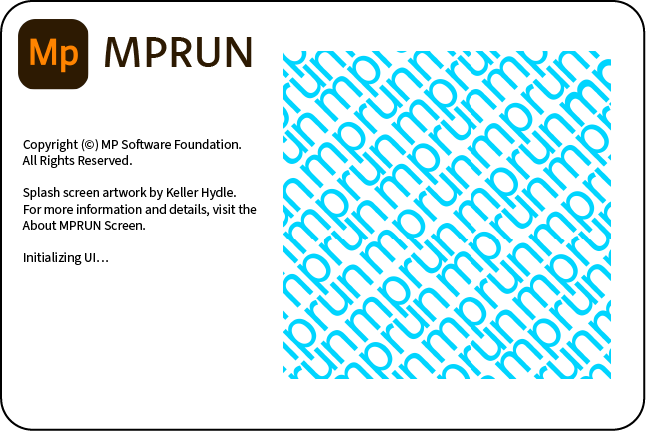 Mp MPRUN
Copyright (©) MP Software Foundation.
All Rights Reserved.
Splash screen artwork by Keller Hydle.
For more information and details, visit the
About MPRUN Screen.
Initializing UI...
mprunmprunmprun